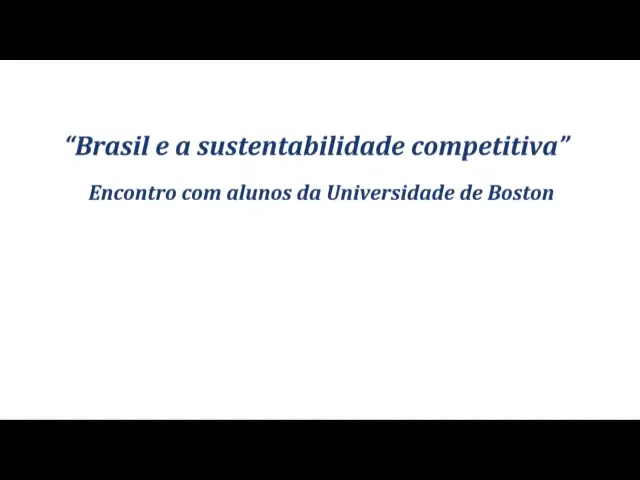 “Brasil e a sustentabilidade competitiva”
Encontro com alunos da Universidade de Boston